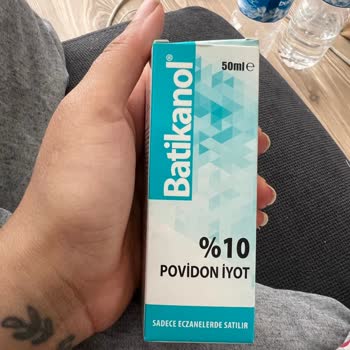 50ml e
Batikanol®
%10
POVİDON İYOT
SADECE ECZANELERDE SATILIR